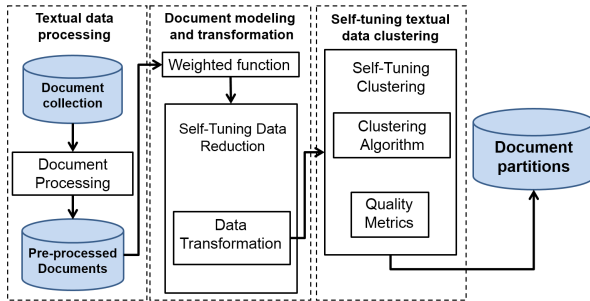 Textual data
processing
Document
collection
Document
Processing
Pre-processed
Documents
Document modeling
and transformation
Weighted function
Self-Tuning Data
Reduction
Data
Transformation
Self-tuning textual
data clustering
Self-Tuning
Clustering
Clustering
Algorithm
Quality
Metrics
Document
partitions